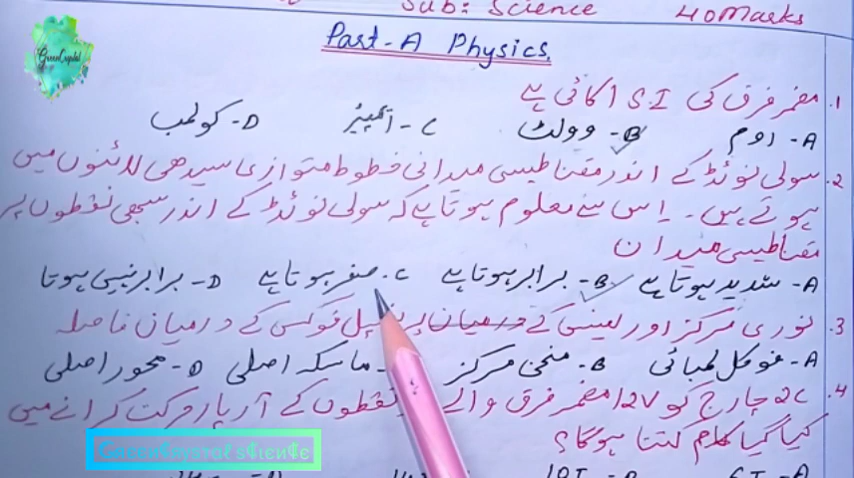 Sub: Science 40 Marks
Part-A Physics
GreenCrystal
1. مضمر فرق کی S.I اکائی ہے
A- اوم B- وولٹ C- ایمپیئر D- کولمب
2. سولی نوئڈ کے اندر مقناطیسی میدانی خطوط متوازی سیدھی لائنوں میں
ہوتے ہیں۔ اِس سے معلوم ہوتا ہے کہ سولی نوئڈ کے اندر سبھی نقطوں پر
مقناطیسی میدان
A- شدید ہوتا ہے B- برابر ہوتا ہے C- صفر ہوتا ہے D- برابر نہیں ہوتا
3. نوری مرکز اور لینس کے پرنسپل فوکس کے درمیان فاصلہ
A- فوکل لمبائی B- منحنی مرکز ماسکہ اصلی D- محور اصلی
4. 2C چارج کو 12V مضمر فرق والے نقطوں کے آر پار حرکت کرانے میں
کیا گیا کام کتنا ہوگا؟
GREENCRYSTALSCIENCE